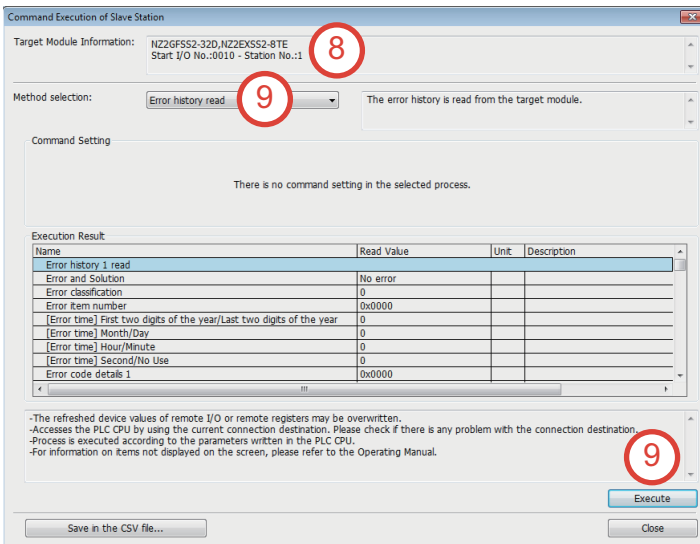 Command Execution of Slave Station
Target Module Information:
NZ2GFSS2-32D,NZ2EXSS2-8TE
Start I/O No.:0010 - Station No.:1
8
Method selection:
Error history read
9
The error history is read from the target module.
Command Setting
There is no command setting in the selected process.
Execution Result
Name Read Value Unit Description
Error history 1 read
Error and Solution No error
Error classification 0
Error item number 0x0000
[Error time] First two digits of the year/Last two digits of the year 0
[Error time] Month/Day 0
[Error time] Hour/Minute 0
[Error time] Second/No Use 0
Error code details 1 0x0000
-The refreshed device values of remote I/O or remote registers may be overwritten.
-Accesses the PLC CPU by using the current connection destination. Please check if there is any problem with the connection destination.
-Process is executed according to the parameters written in the PLC CPU.
-For information on items not displayed on the screen, please refer to the Operating Manual.
9
Execute
Save in the CSV file...
Close